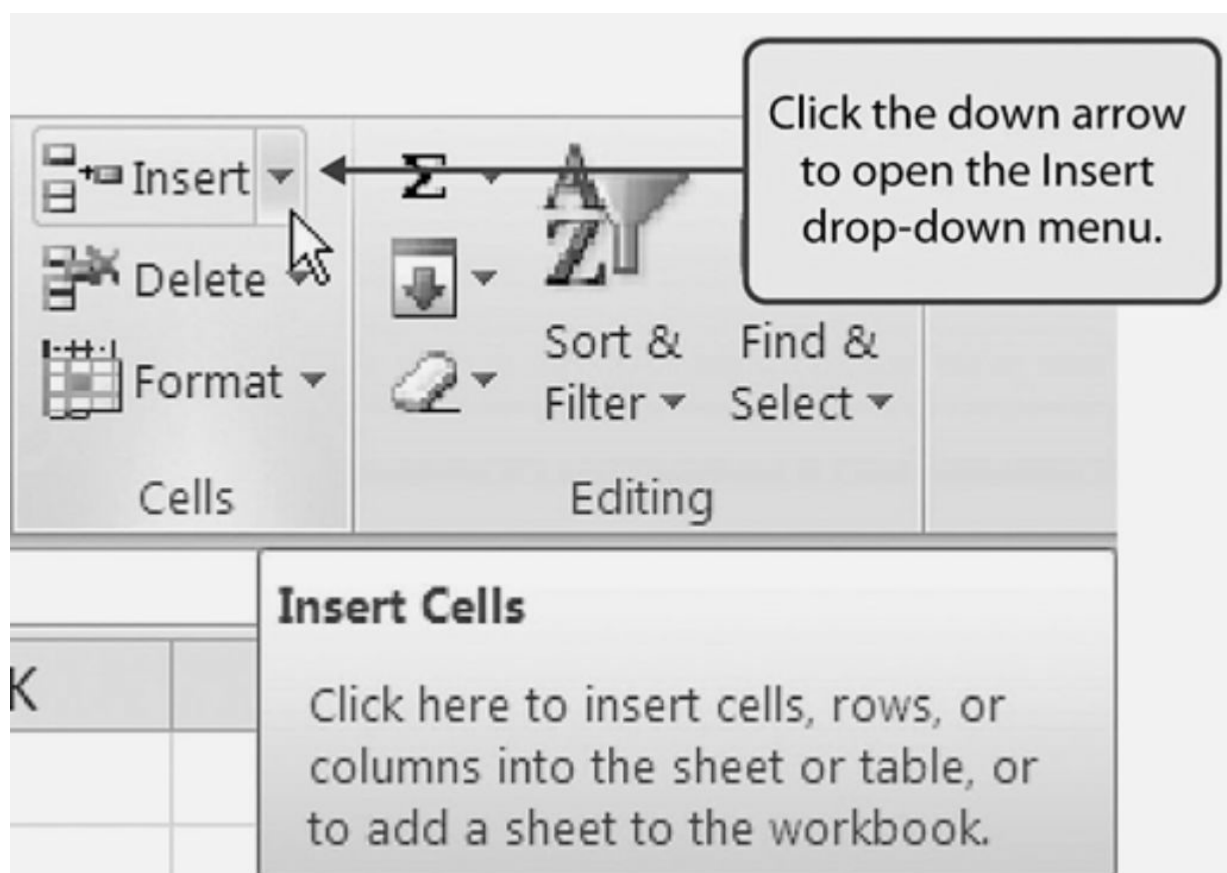 Click the down arrow
to open the Insert
drop-down menu.
Insert
Delete
Format
Cells
Σ
A
Z
Sort &
Filter
Find &
Select
Editing
Insert Cells
Click here to insert cells, rows, or
columns into the sheet or table, or
to add a sheet to the workbook.
K